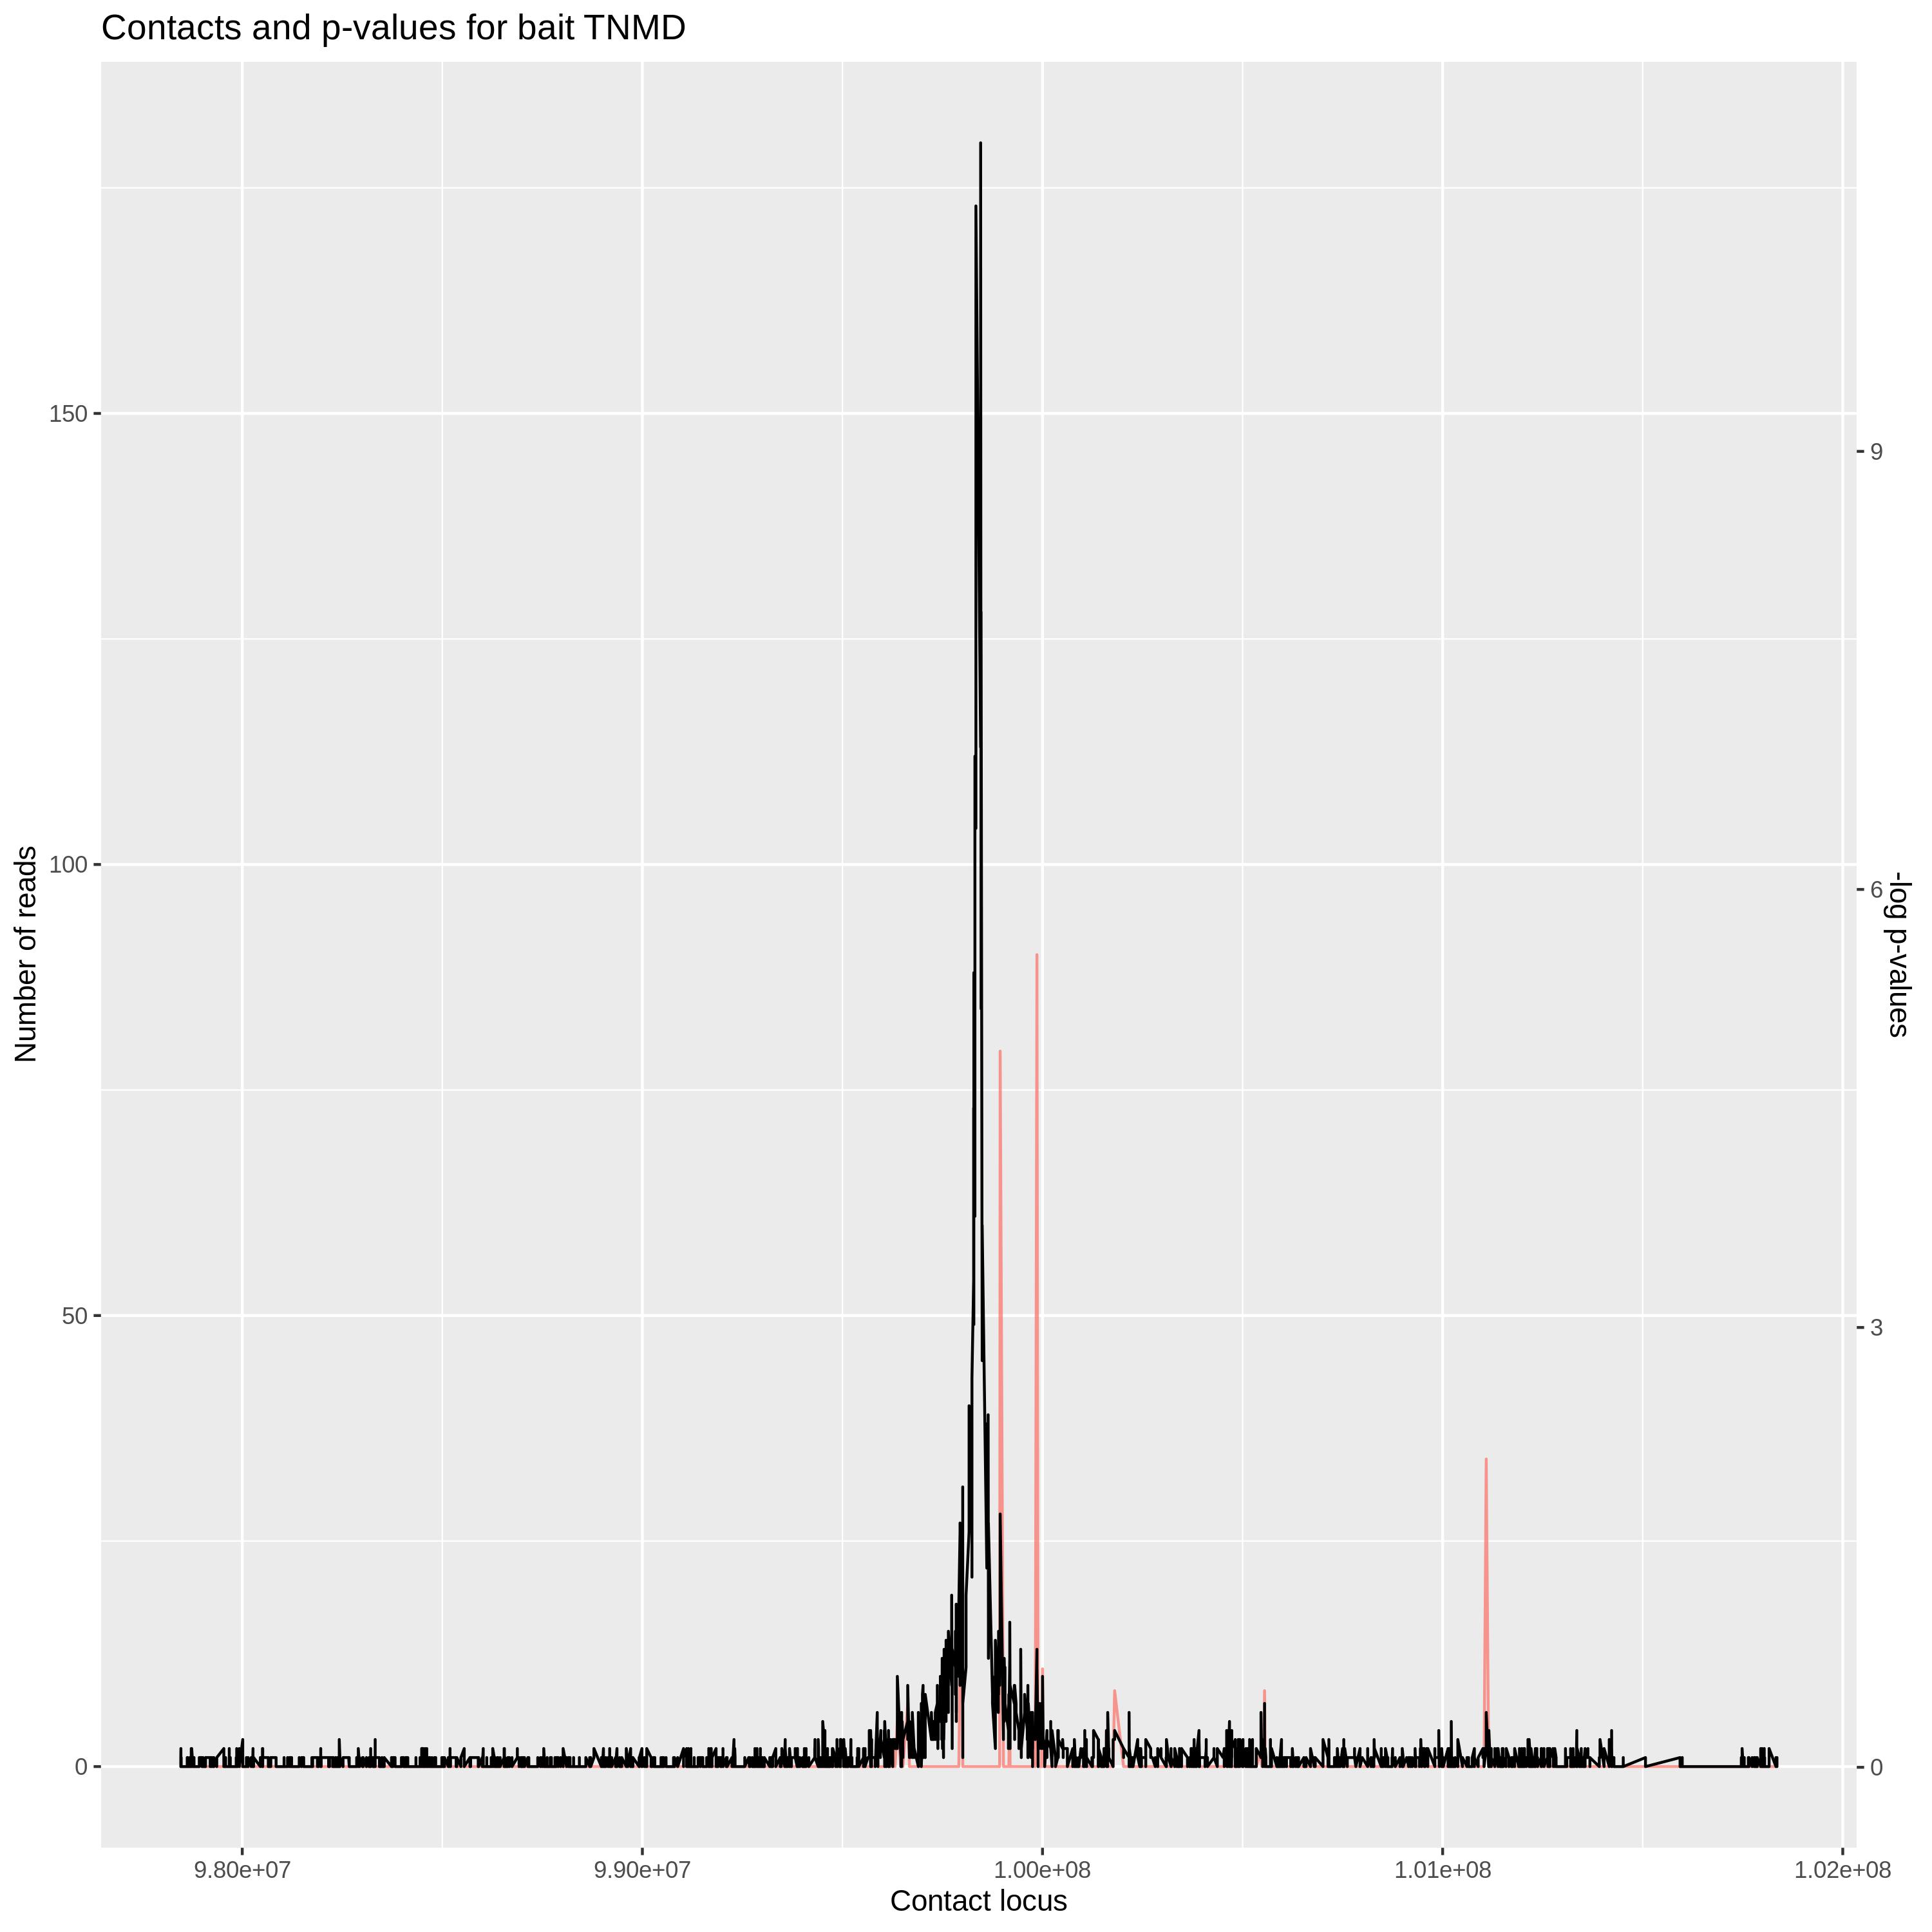 Contacts and p-values for bait TNMD
150
100
50
0
Number of reads
9
6
3
0
-log p-values
9.80e+07
9.90e+07
1.00e+08
1.01e+08
1.02e+08
Contact locus